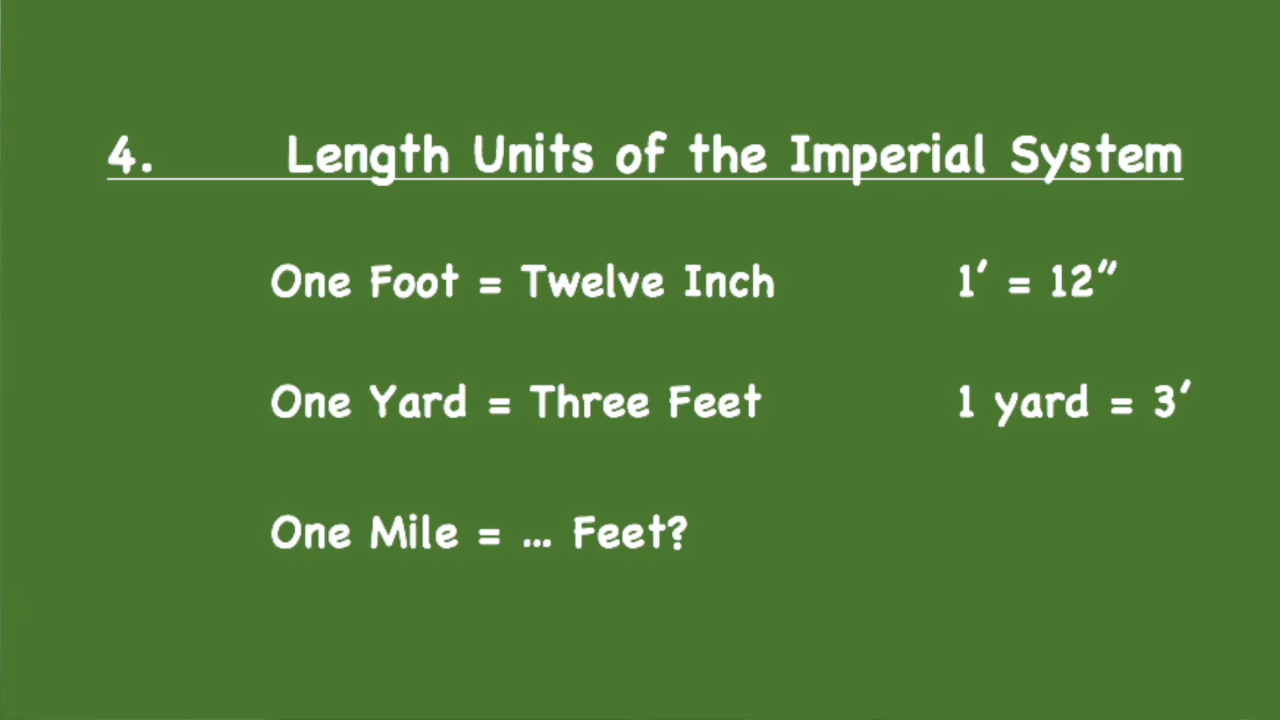 4. Length Units of the Imperial System
One Foot = Twelve Inch 1′ = 12″
One Yard = Three Feet 1 yard = 3′
One Mile = … Feet?